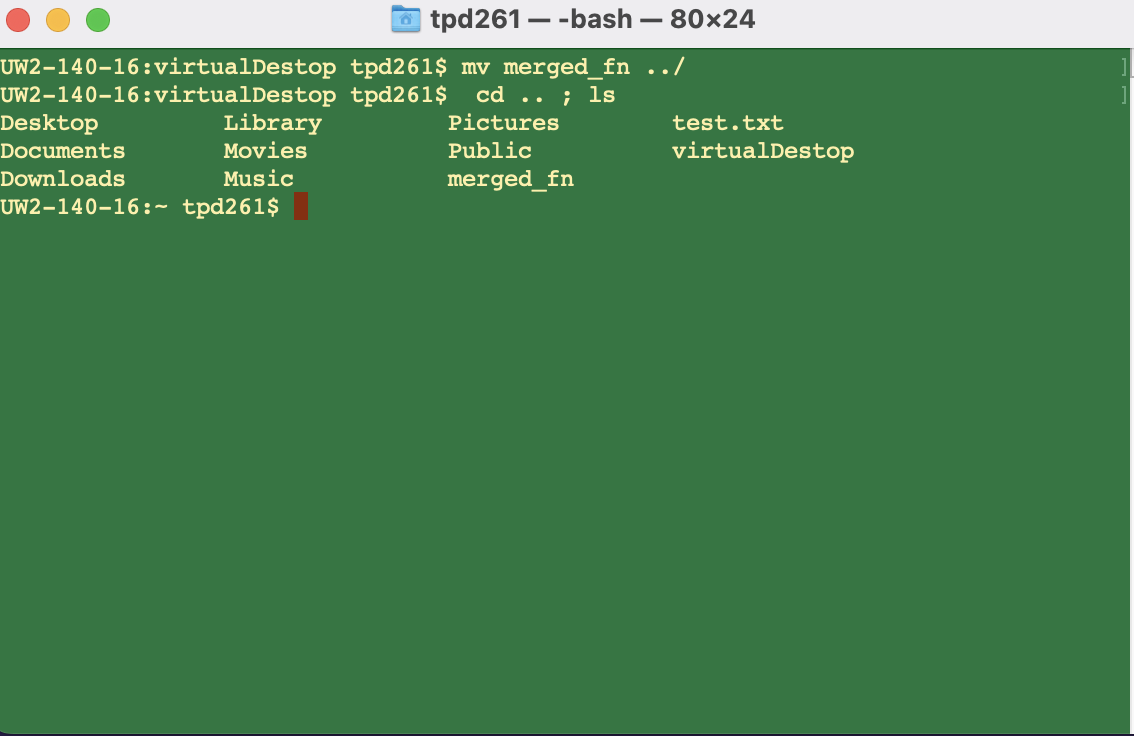 tpd261 — -bash — 80×24
UW2-140-16:virtualDestop tpd261$ mv merged_fn ../ ]
UW2-140-16:virtualDestop tpd261$  cd .. ; ls ]
Desktop         Library         Pictures        test.txt
Documents       Movies          Public          virtualDestop
Downloads       Music           merged_fn
UW2-140-16:~ tpd261$